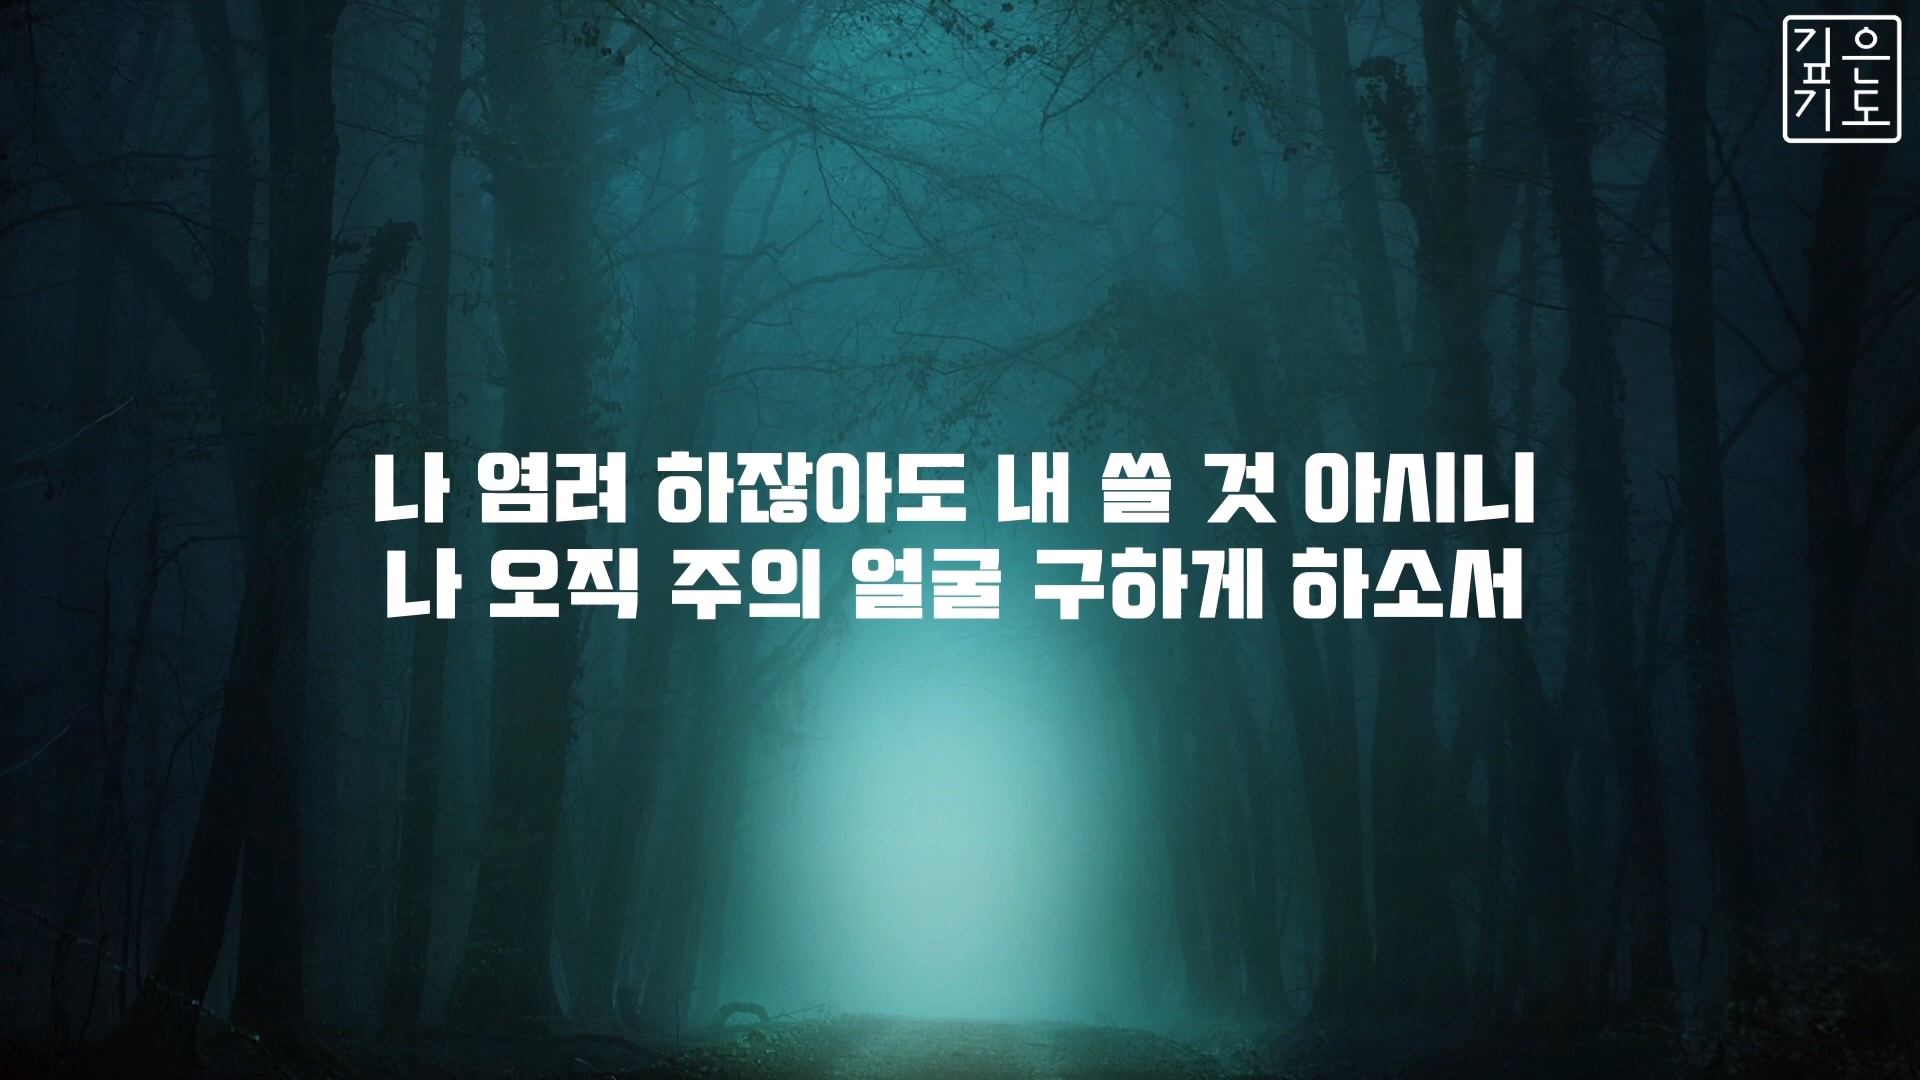 깊은
기도
나 염려 하잖아도 내 쓸 것 아시니
나 오직 주의 얼굴 구하게 하소서